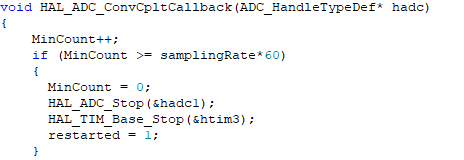 void HAL_ADC_ConvCpltCallback(ADC_HandleTypeDef* hadc)
{
MinCount++;
if (MinCount >= samplingRate*60)
{
MinCount = 0;
HAL_ADC_Stop(&hadc1);
HAL_TIM_Base_Stop(&htim3);
restarted = 1;
}